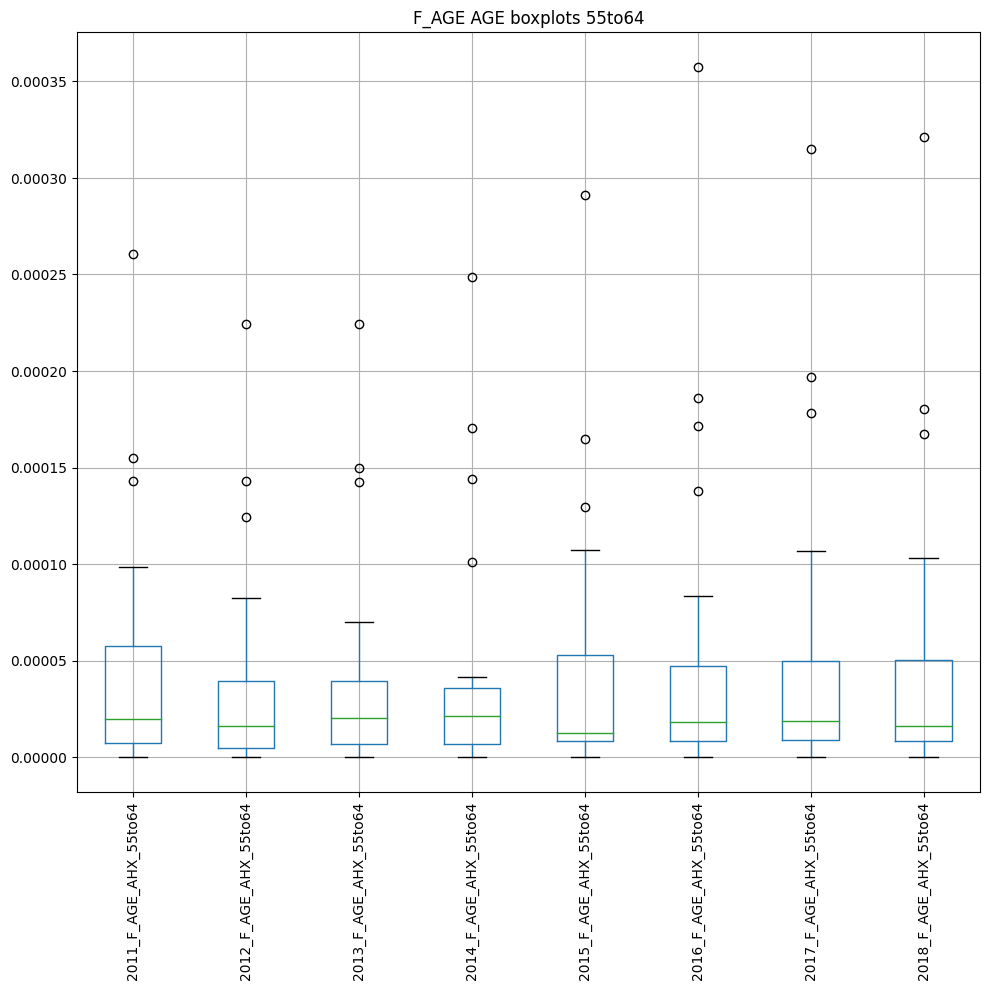 F_AGE AGE boxplots 55to64
0.00035
0.00030
0.00025
0.00020
0.00015
0.00010
0.00005
0.00000
2011_F_AGE_AHX_55to64
2012_F_AGE_AHX_55to64
2013_F_AGE_AHX_55to64
2014_F_AGE_AHX_55to64
2015_F_AGE_AHX_55to64
2016_F_AGE_AHX_55to64
2017_F_AGE_AHX_55to64
2018_F_AGE_AHX_55to64